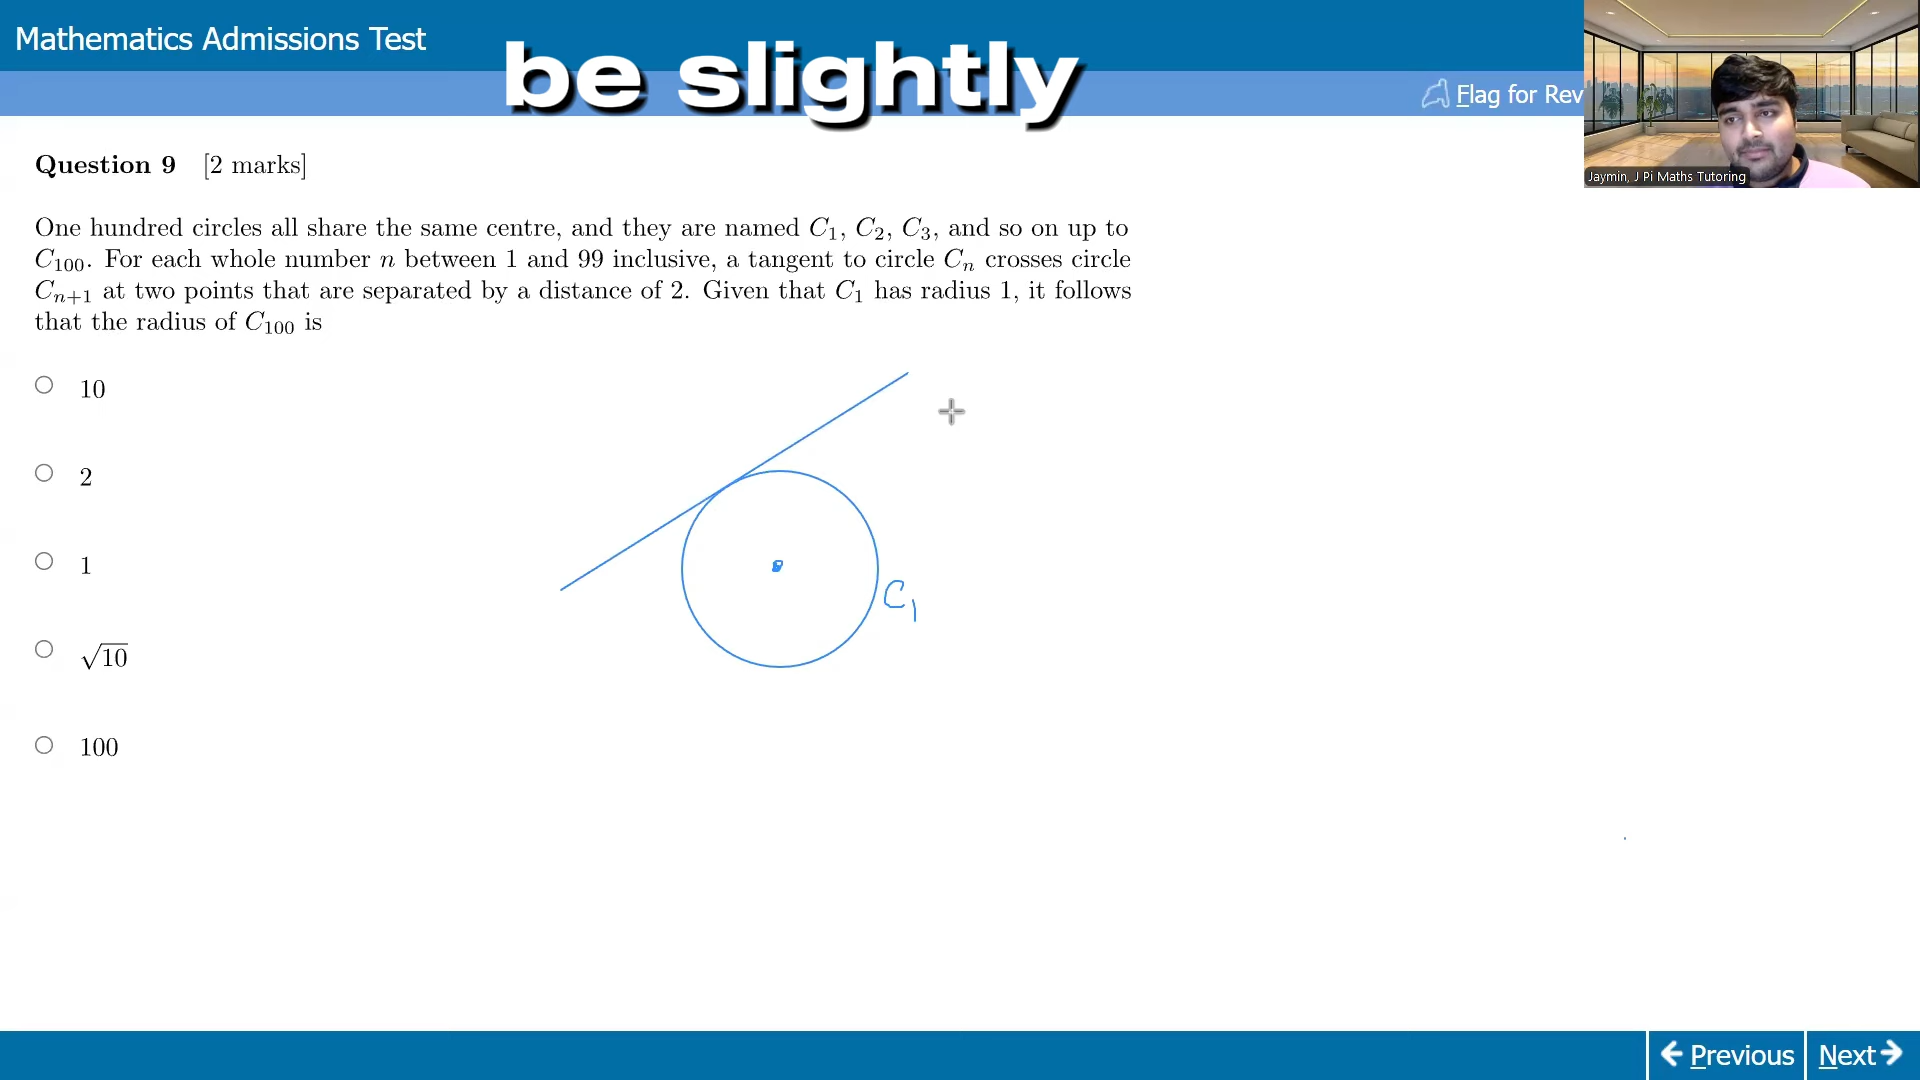 Mathematics Admissions Test
be slightly
Flag for Rev
Jaymin, J Pi Maths Tutoring
Question 9 [2 marks]
One hundred circles all share the same centre, and they are named C₁, C₂, C₃, and so on up to
C₁₀₀. For each whole number n between 1 and 99 inclusive, a tangent to circle Cₙ crosses circle
Cₙ₊₁ at two points that are separated by a distance of 2. Given that C₁ has radius 1, it follows
that the radius of C₁₀₀ is
10
2
1
√10
100
C₁
Previous
Next